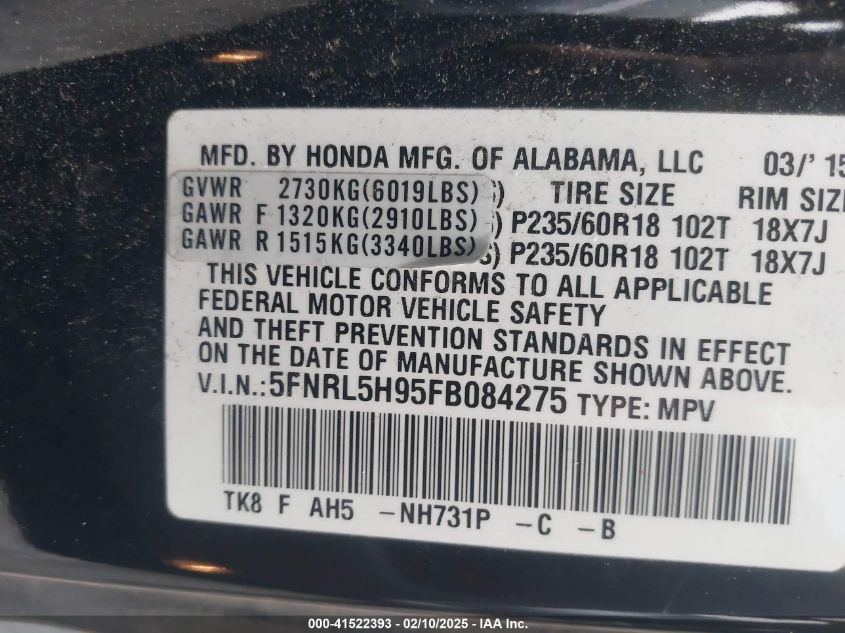 MFD. BY HONDA MFG. OF ALABAMA, LLC 03/' 15
GVWR 2730KG(6019LBS) ) TIRE SIZE RIM SIZE
GAWR F 1320KG(2910LBS) ) P235/60R18 102T 18X7J
GAWR R 1515KG(3340LBS) S) P235/60R18 102T 18X7J
THIS VEHICLE CONFORMS TO ALL APPLICABLE
FEDERAL MOTOR VEHICLE SAFETY
AND THEFT PREVENTION STANDARDS IN EFFECT
ON THE DATE OF MANUFACTURE SHOWN ABOVE.
V.I.N.: 5FNRL5H95FB084275 TYPE: MPV
TK8 F AH5 -NH731P -C -B
000-41522393 - 02/10/2025 - IAA Inc.